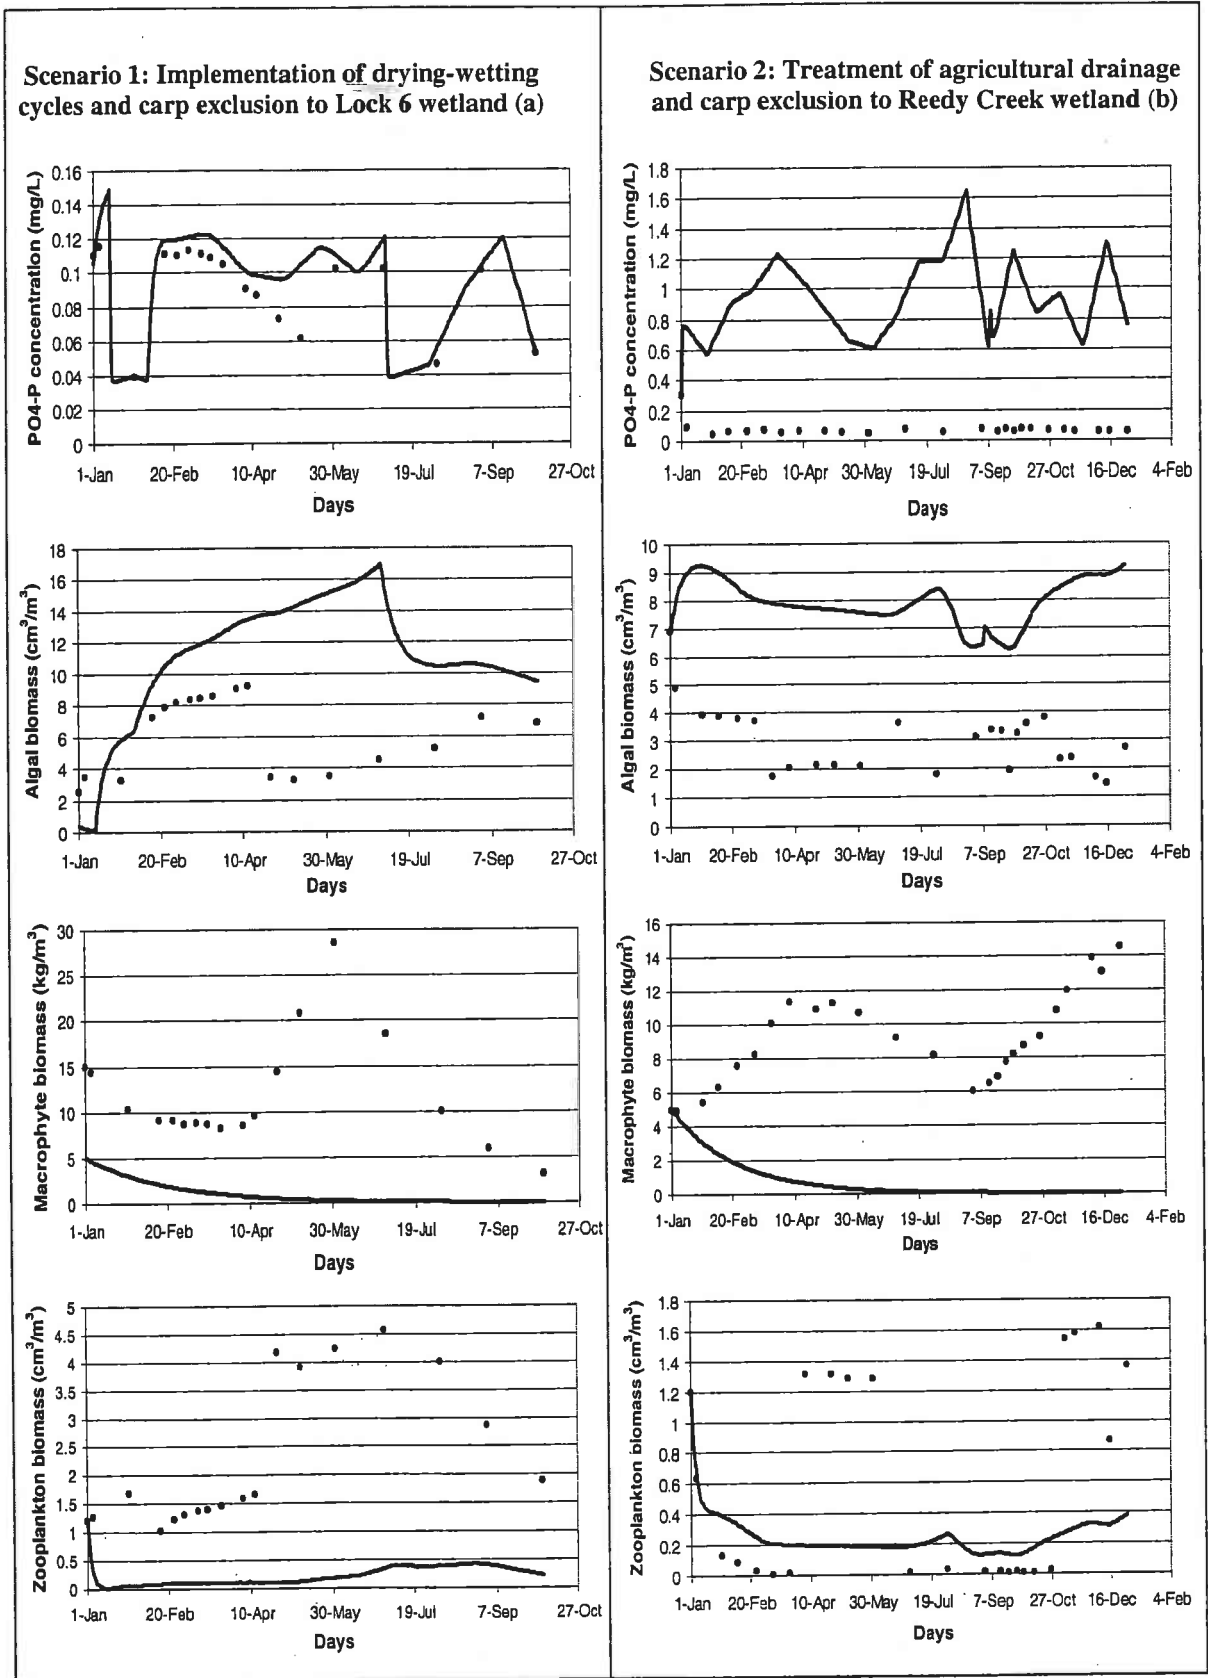 Scenario 1: Implementation of drying-wetting
cycles and carp exclusion to Lock 6 wetland (a)
PO4-P concentration (mg/L)
0.16
0.14
0.12
0.1
0.08
0.06
0.04
0.02
0
1-Jan 20-Feb 10-Apr 30-May 19-Jul 7-Sep 27-Oct
Days
Algal biomass (cm³/m³)
18
16
14
12
10
8
6
4
2
0
1-Jan 20-Feb 10-Apr 30-May 19-Jul 7-Sep 27-Oct
Days
Macrophyte biomass (kg/m³)
30
25
20
15
10
5
0
1-Jan 20-Feb 10-Apr 30-May 19-Jul 7-Sep 27-Oct
Days
Zooplankton biomass (cm³/m³)
5
4.5
4
3.5
3
2.5
2
1.5
1
0.5
0
1-Jan 20-Feb 10-Apr 30-May 19-Jul 7-Sep 27-Oct
Days
Scenario 2: Treatment of agricultural drainage
and carp exclusion to Reedy Creek wetland (b)
PO4-P concentration (mg/L)
1.8
1.6
1.4
1.2
1
0.8
0.6
0.4
0.2
0
1-Jan 20-Feb 10-Apr 30-May 19-Jul 7-Sep 27-Oct 16-Dec 4-Feb
Days
Algal biomass (cm³/m³)
10
9
8
7
6
5
4
3
2
1
0
1-Jan 20-Feb 10-Apr 30-May 19-Jul 7-Sep 27-Oct 16-Dec 4-Feb
Days
Macrophyte biomass (kg/m³)
16
14
12
10
8
6
4
2
0
1-Jan 20-Feb 10-Apr 30-May 19-Jul 7-Sep 27-Oct 16-Dec 4-Feb
Days
Zooplankton biomass (cm³/m³)
1.8
1.6
1.4
1.2
1
0.8
0.6
0.4
0.2
0
1-Jan 20-Feb 10-Apr 30-May 19-Jul 7-Sep 27-Oct 16-Dec 4-Feb
Days